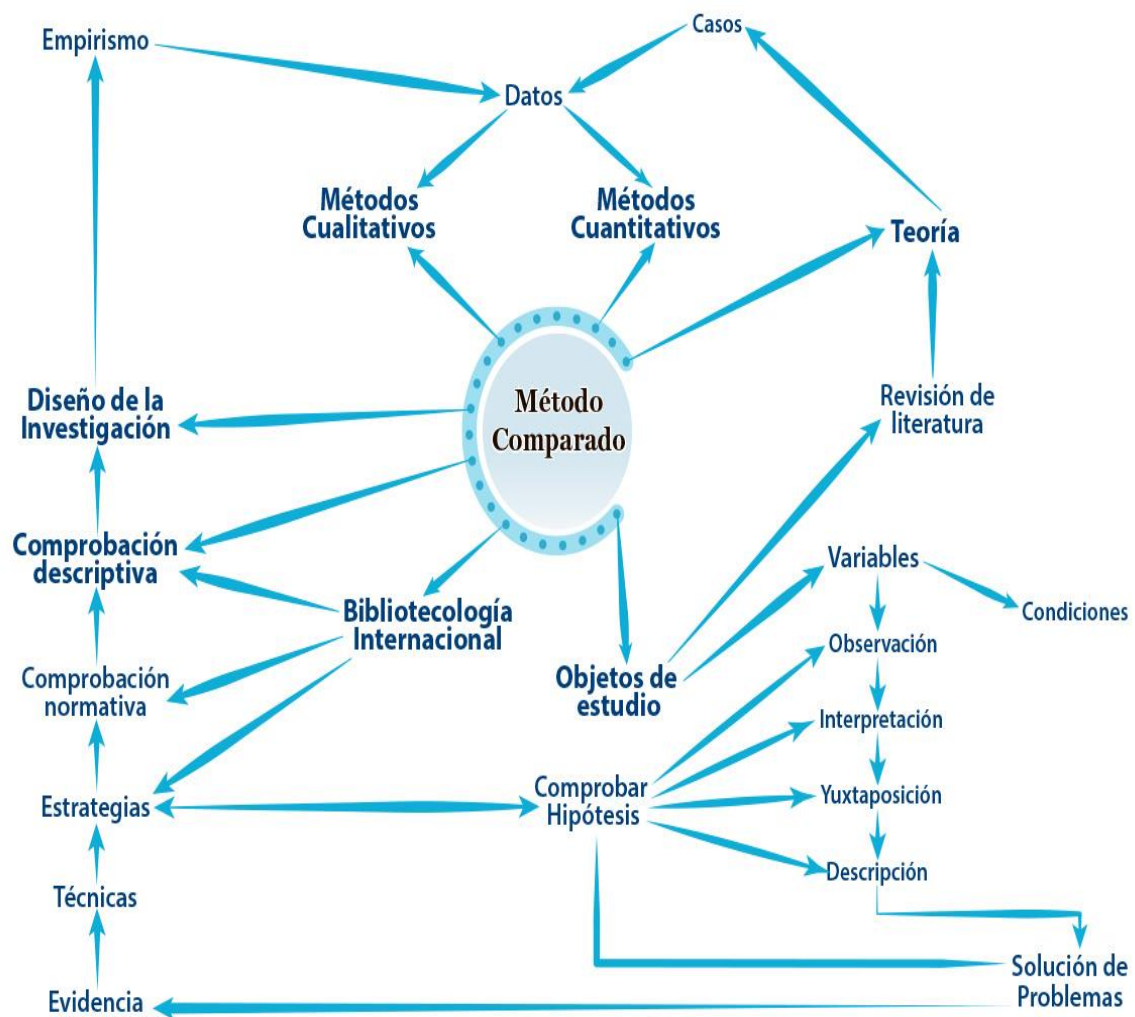 Casos
Empirismo
Datos
Métodos
Cualitativos
Métodos
Cuantitativos
Teoría
Diseño de la
Investigación
Método
Comparado
Revisión de
literatura
Comprobación
descriptiva
Bibliotecología
Internacional
Variables
Condiciones
Observación
Comprobación
normativa
Objetos de
estudio
Interpretación
Estrategias
Comprobar
Hipótesis
Yuxtaposición
Descripción
Técnicas
Solución de
Problemas
Evidencia